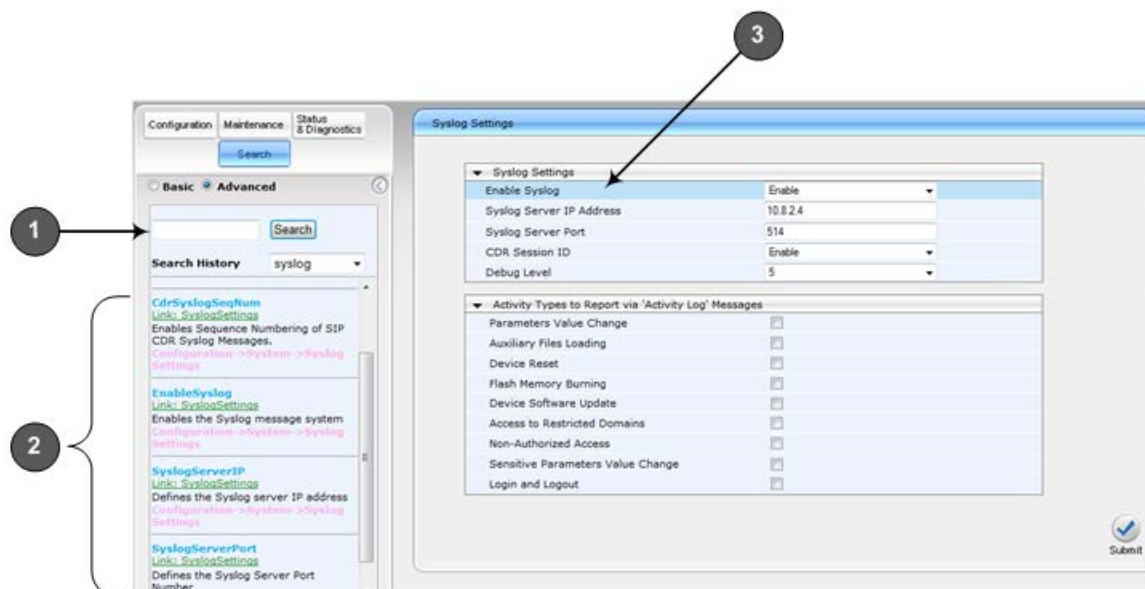 3
Configuration Maintenance Status & Diagnostics
Search
Basic Advanced
1
Search
Search History syslog
2
CdrSyslogSeqNum
Link: SyslogSettings
Enables Sequence Numbering of SIP
CDR Syslog Messages.
Configuration->System->Syslog
Settings
EnableSyslog
Link: SyslogSettings
Enables the Syslog message system
Configuration->System->Syslog
Settings
SyslogServerIP
Link: SyslogSettings
Defines the Syslog server IP address
Configuration->System->Syslog
Settings
SyslogServerPort
Link: SyslogSettings
Defines the Syslog Server Port
Number
Syslog Settings
Syslog Settings
Enable Syslog Enable
Syslog Server IP Address 10.8.2.4
Syslog Server Port 514
CDR Session ID Enable
Debug Level 5
Activity Types to Report via 'Activity Log' Messages
Parameters Value Change
Auxiliary Files Loading
Device Reset
Flash Memory Burning
Device Software Update
Access to Restricted Domains
Non-Authorized Access
Sensitive Parameters Value Change
Login and Logout
Submit